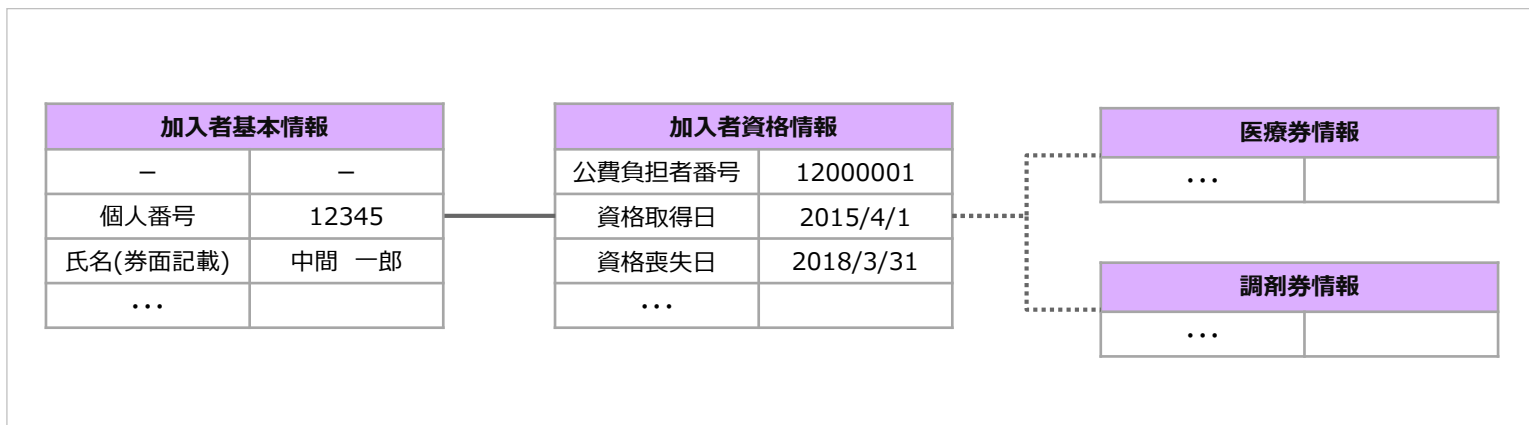 加入者基本情報
－ －
個人番号 12345
氏名(券面記載) 中間 一郎
･･･
加入者資格情報
公費負担者番号 12000001
資格取得日 2015/4/1
資格喪失日 2018/3/31
･･･
医療券情報
･･･
調剤券情報
･･･